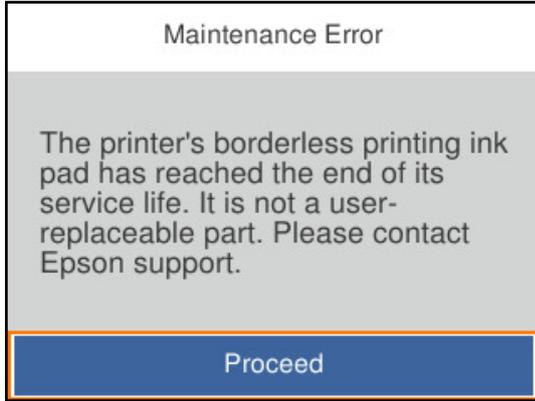 Maintenance Error
The printer's borderless printing ink
pad has reached the end of its
service life. It is not a user-
replaceable part. Please contact
Epson support.
Proceed